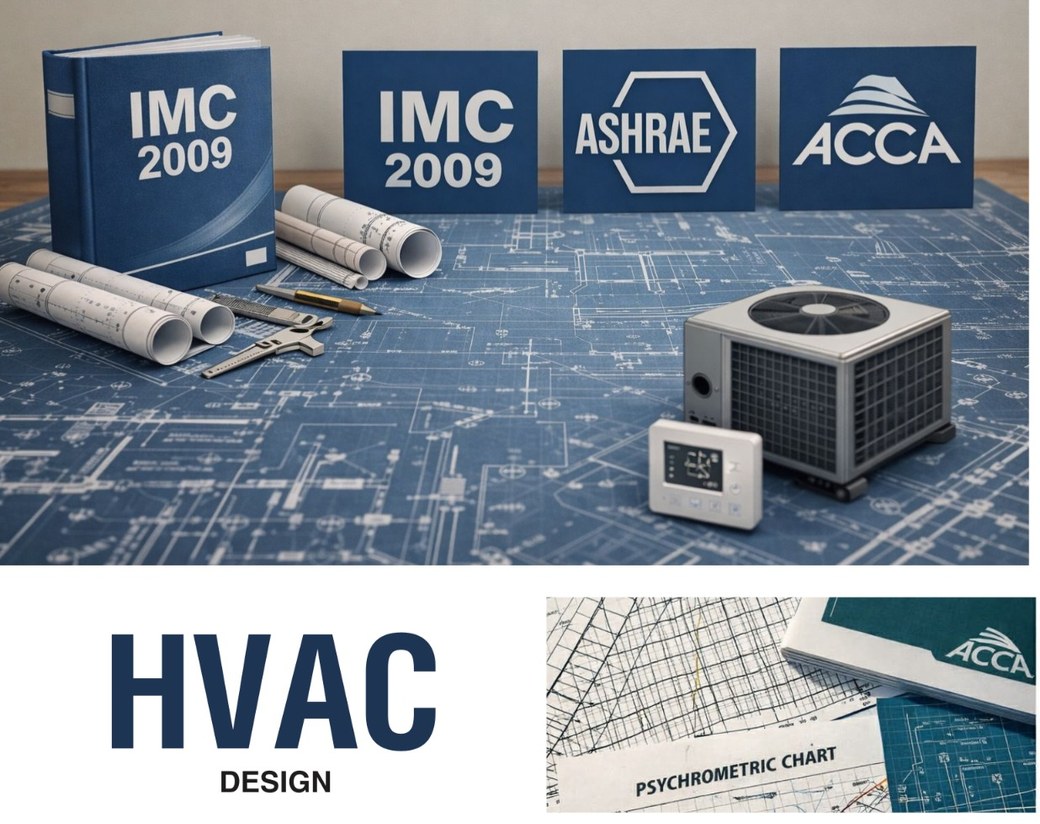 IMC
2009
IMC
2009
ASHRAE
ACCA
HVAC
DESIGN
ACCA
PSYCHROMETRIC CHART